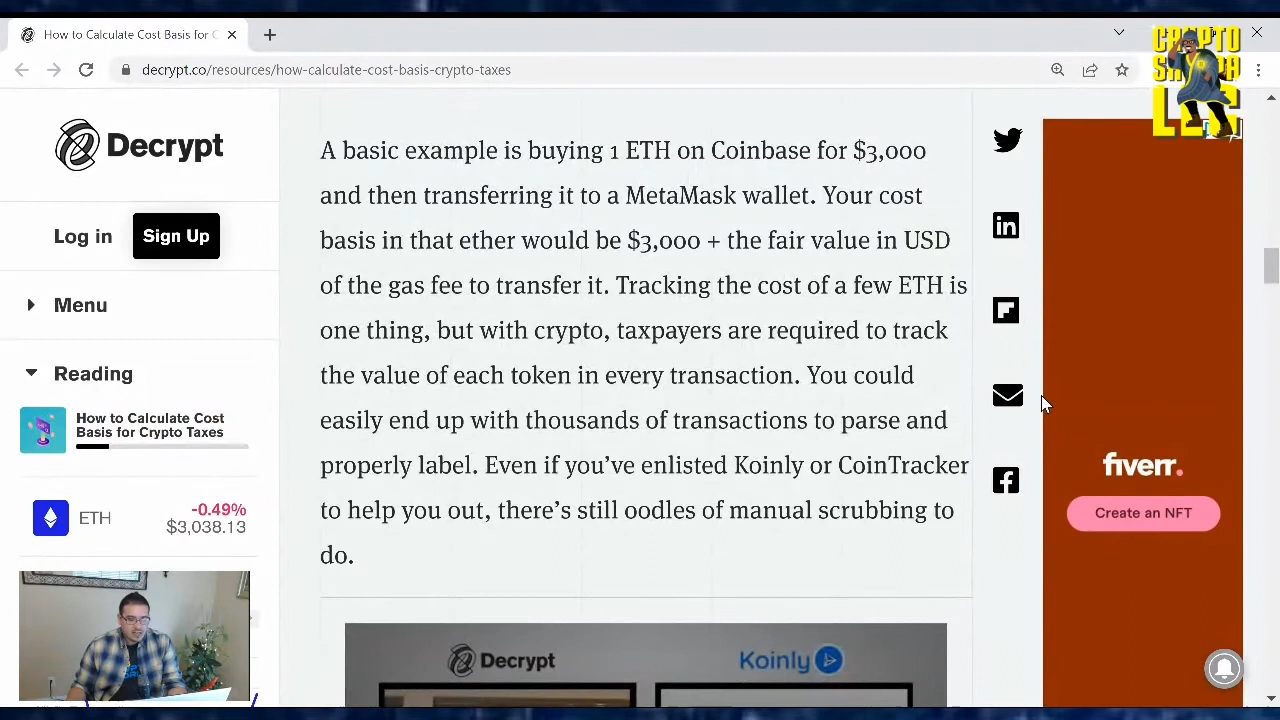 How to Calculate Cost Basis for C
decrypt.co/resources/how-calculate-cost-basis-crypto-taxes
CRYPTO
Decrypt
Log in
Sign Up
Menu
Reading
How to Calculate Cost
Basis for Crypto Taxes
ETH
-0.49%
$3,038.13
A basic example is buying 1 ETH on Coinbase for $3,000
and then transferring it to a MetaMask wallet. Your cost
basis in that ether would be $3,000 + the fair value in USD
of the gas fee to transfer it. Tracking the cost of a few ETH is
one thing, but with crypto, taxpayers are required to track
the value of each token in every transaction. You could
easily end up with thousands of transactions to parse and
properly label. Even if you’ve enlisted Koinly or CoinTracker
to help you out, there’s still oodles of manual scrubbing to
do.
Decrypt
Koinly
fiverr.
Create an NFT